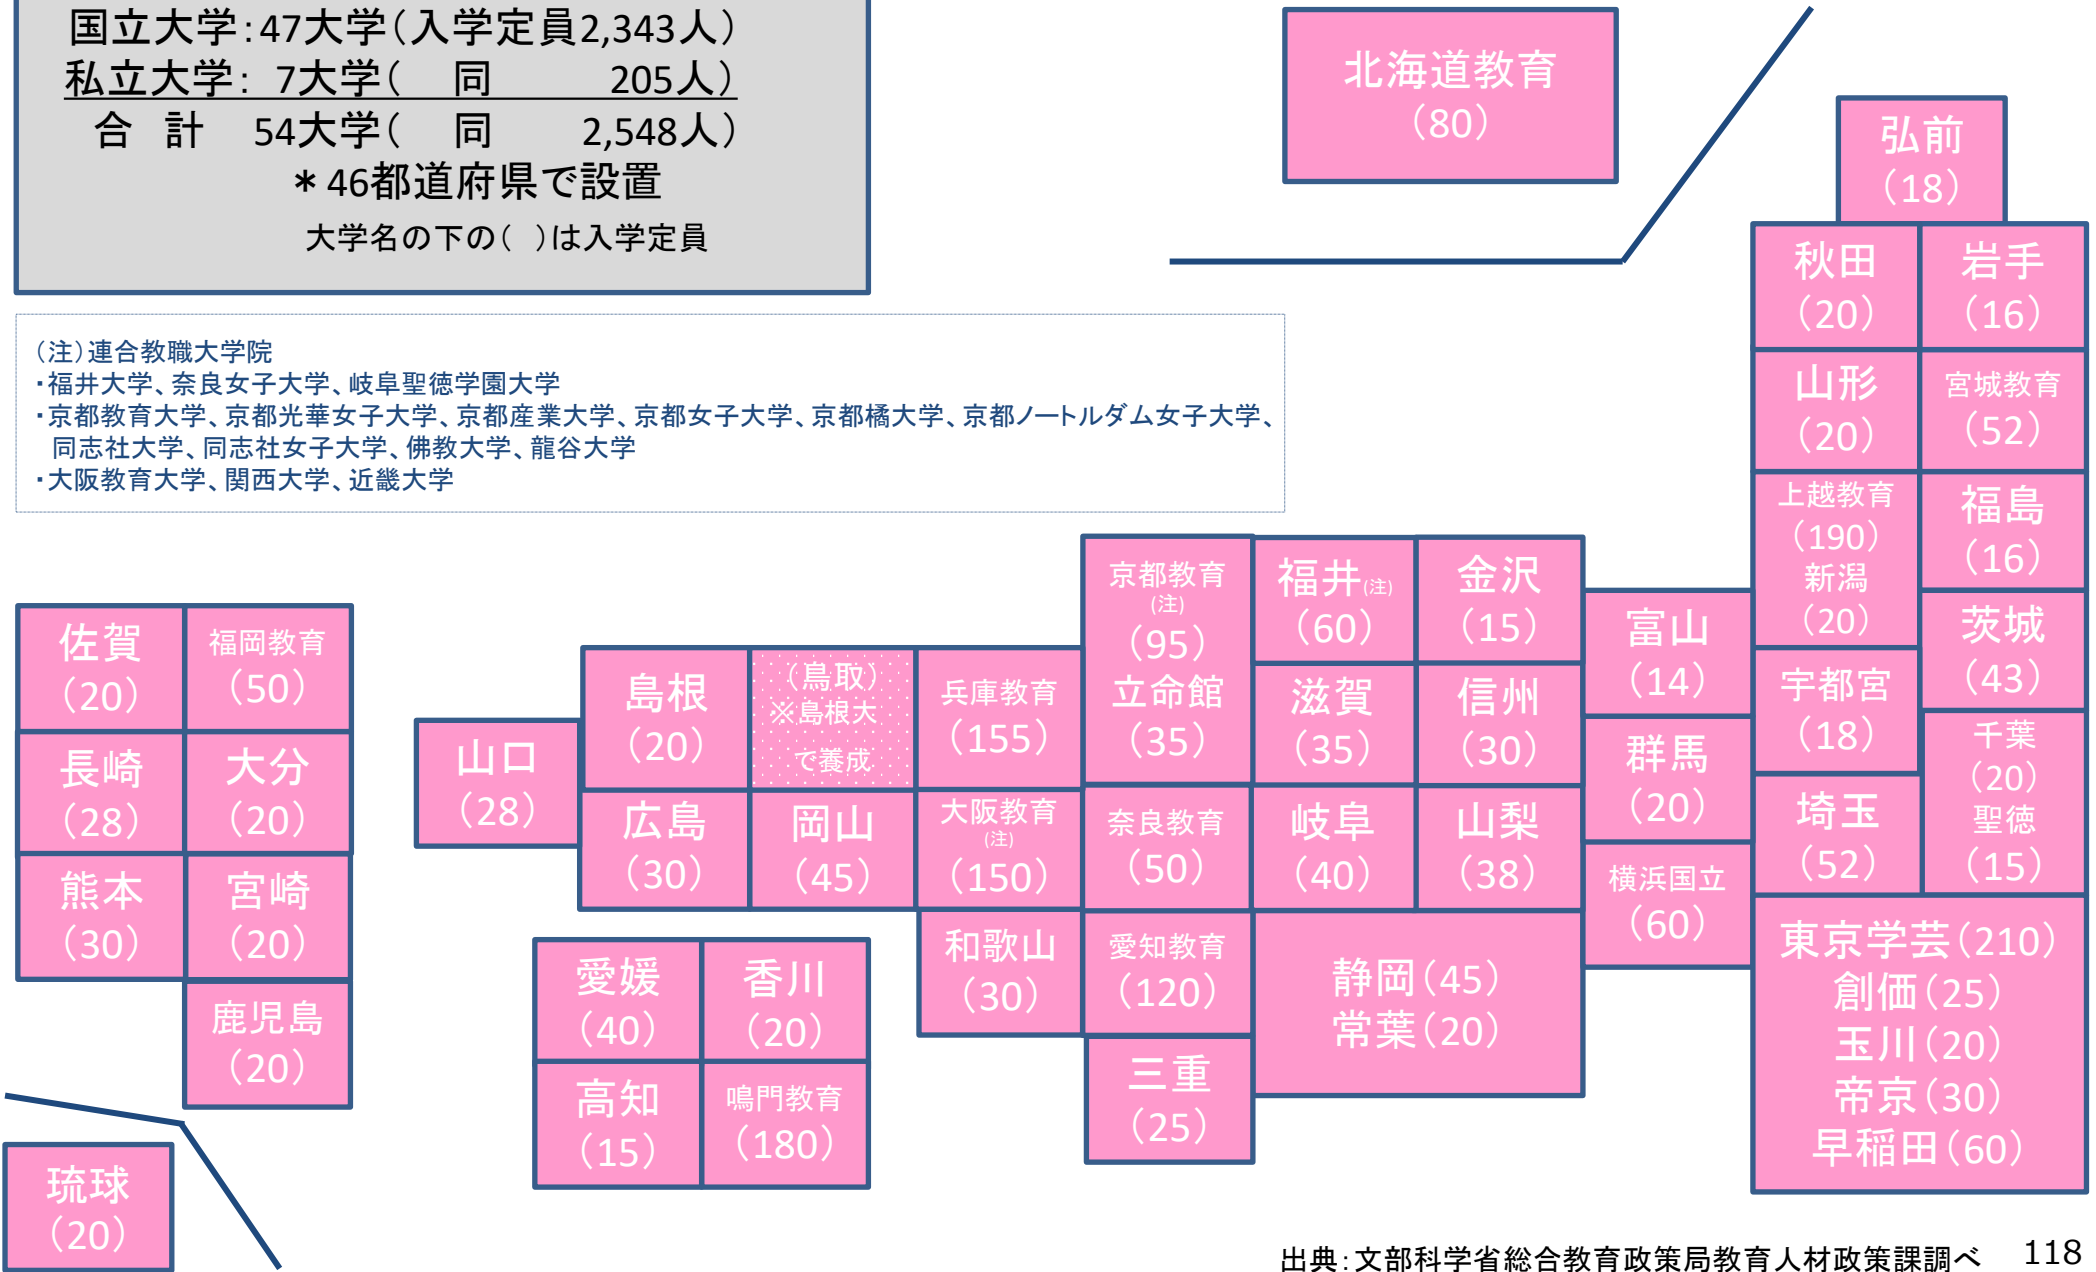 国立大学：47大学（入学定員2,343人）
私立大学： 7大学（ 同 205人）
合 計 54大学（ 同 2,548人）
＊46都道府県で設置
大学名の下の（ ）は入学定員
（注）連合教職大学院
・福井大学、奈良女子大学、岐阜聖徳学園大学
・京都教育大学、京都光華女子大学、京都産業大学、京都女子大学、京都橘大学、京都ノートルダム女子大学、
同志社大学、同志社女子大学、佛教大学、龍谷大学
・大阪教育大学、関西大学、近畿大学
北海道教育
（80）
弘前
（18）
秋田
（20）
岩手
（16）
山形
（20）
宮城教育
（52）
上越教育
（190）
新潟
（20）
福島
（16）
茨城
（43）
宇都宮
（18）
千葉
（20）
聖徳
（15）
埼玉
（52）
東京学芸（210）
創価（25）
玉川（20）
帝京（30）
早稲田（60）
富山
（14）
群馬
（20）
横浜国立
（60）
金沢
（15）
信州
（30）
山梨
（38）
静岡（45）
常葉（20）
福井(注)
（60）
滋賀
（35）
岐阜
（40）
京都教育
(注)
（95）
立命館
（35）
奈良教育
（50）
愛知教育
（120）
三重
（25）
兵庫教育
（155）
大阪教育
(注)
（150）
和歌山
（30）
（鳥取）
※島根大
で養成
岡山
（45）
島根
（20）
広島
（30）
山口
（28）
愛媛
（40）
香川
（20）
高知
（15）
鳴門教育
（180）
佐賀
（20）
福岡教育
（50）
長崎
（28）
大分
（20）
熊本
（30）
宮崎
（20）
鹿児島
（20）
琉球
（20）
出典：文部科学省総合教育政策局教育人材政策課調べ
118